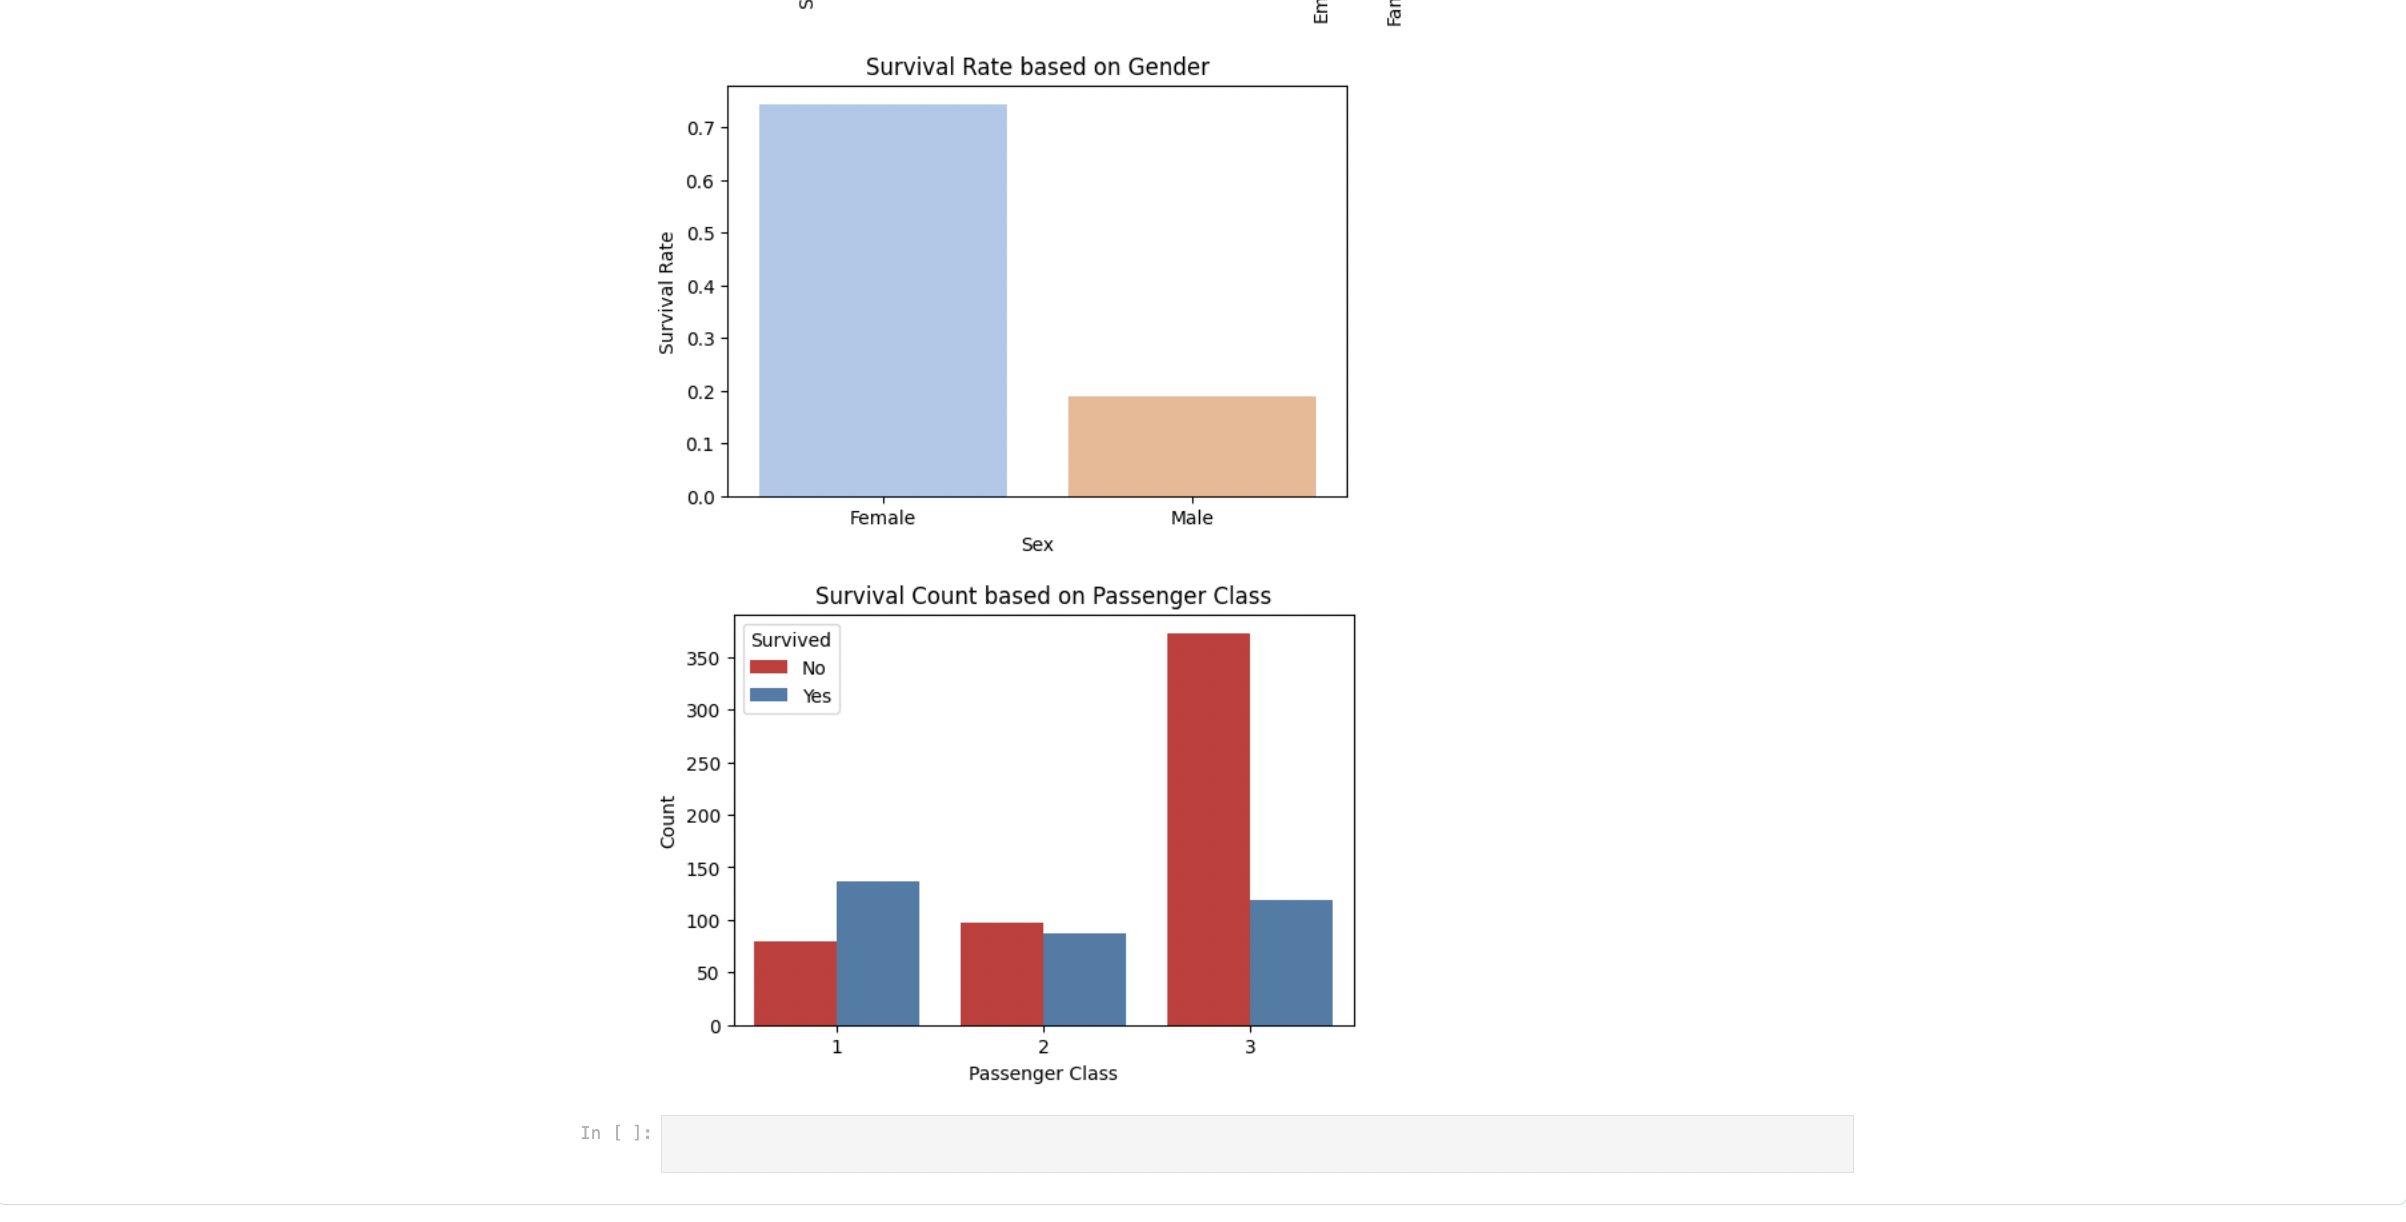 S
Em
Fam
Survival Rate based on Gender
0.7
0.6
0.5
0.4
0.3
0.2
0.1
0.0
Survival Rate
Female Male
Sex
Survival Count based on Passenger Class
Survived
No
Yes
350
300
250
200
150
100
50
0
Count
1 2 3
Passenger Class
In [ ]: